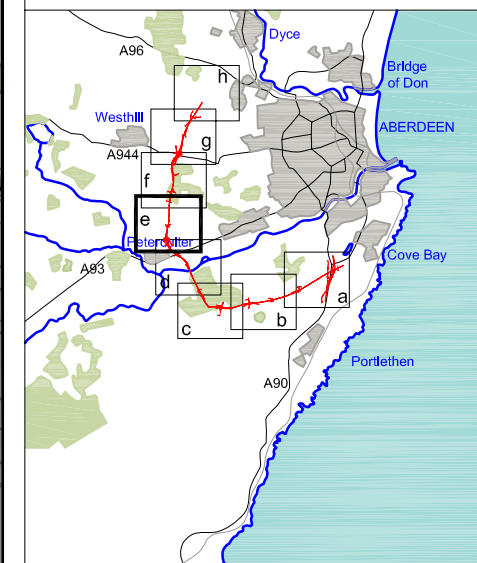 Dyce
A96
Bridge
of Don
h
Westhill
ABERDEEN
g
A944
f
e
Peterculter
Cove Bay
A93
d
a
b
c
Portlethen
A90